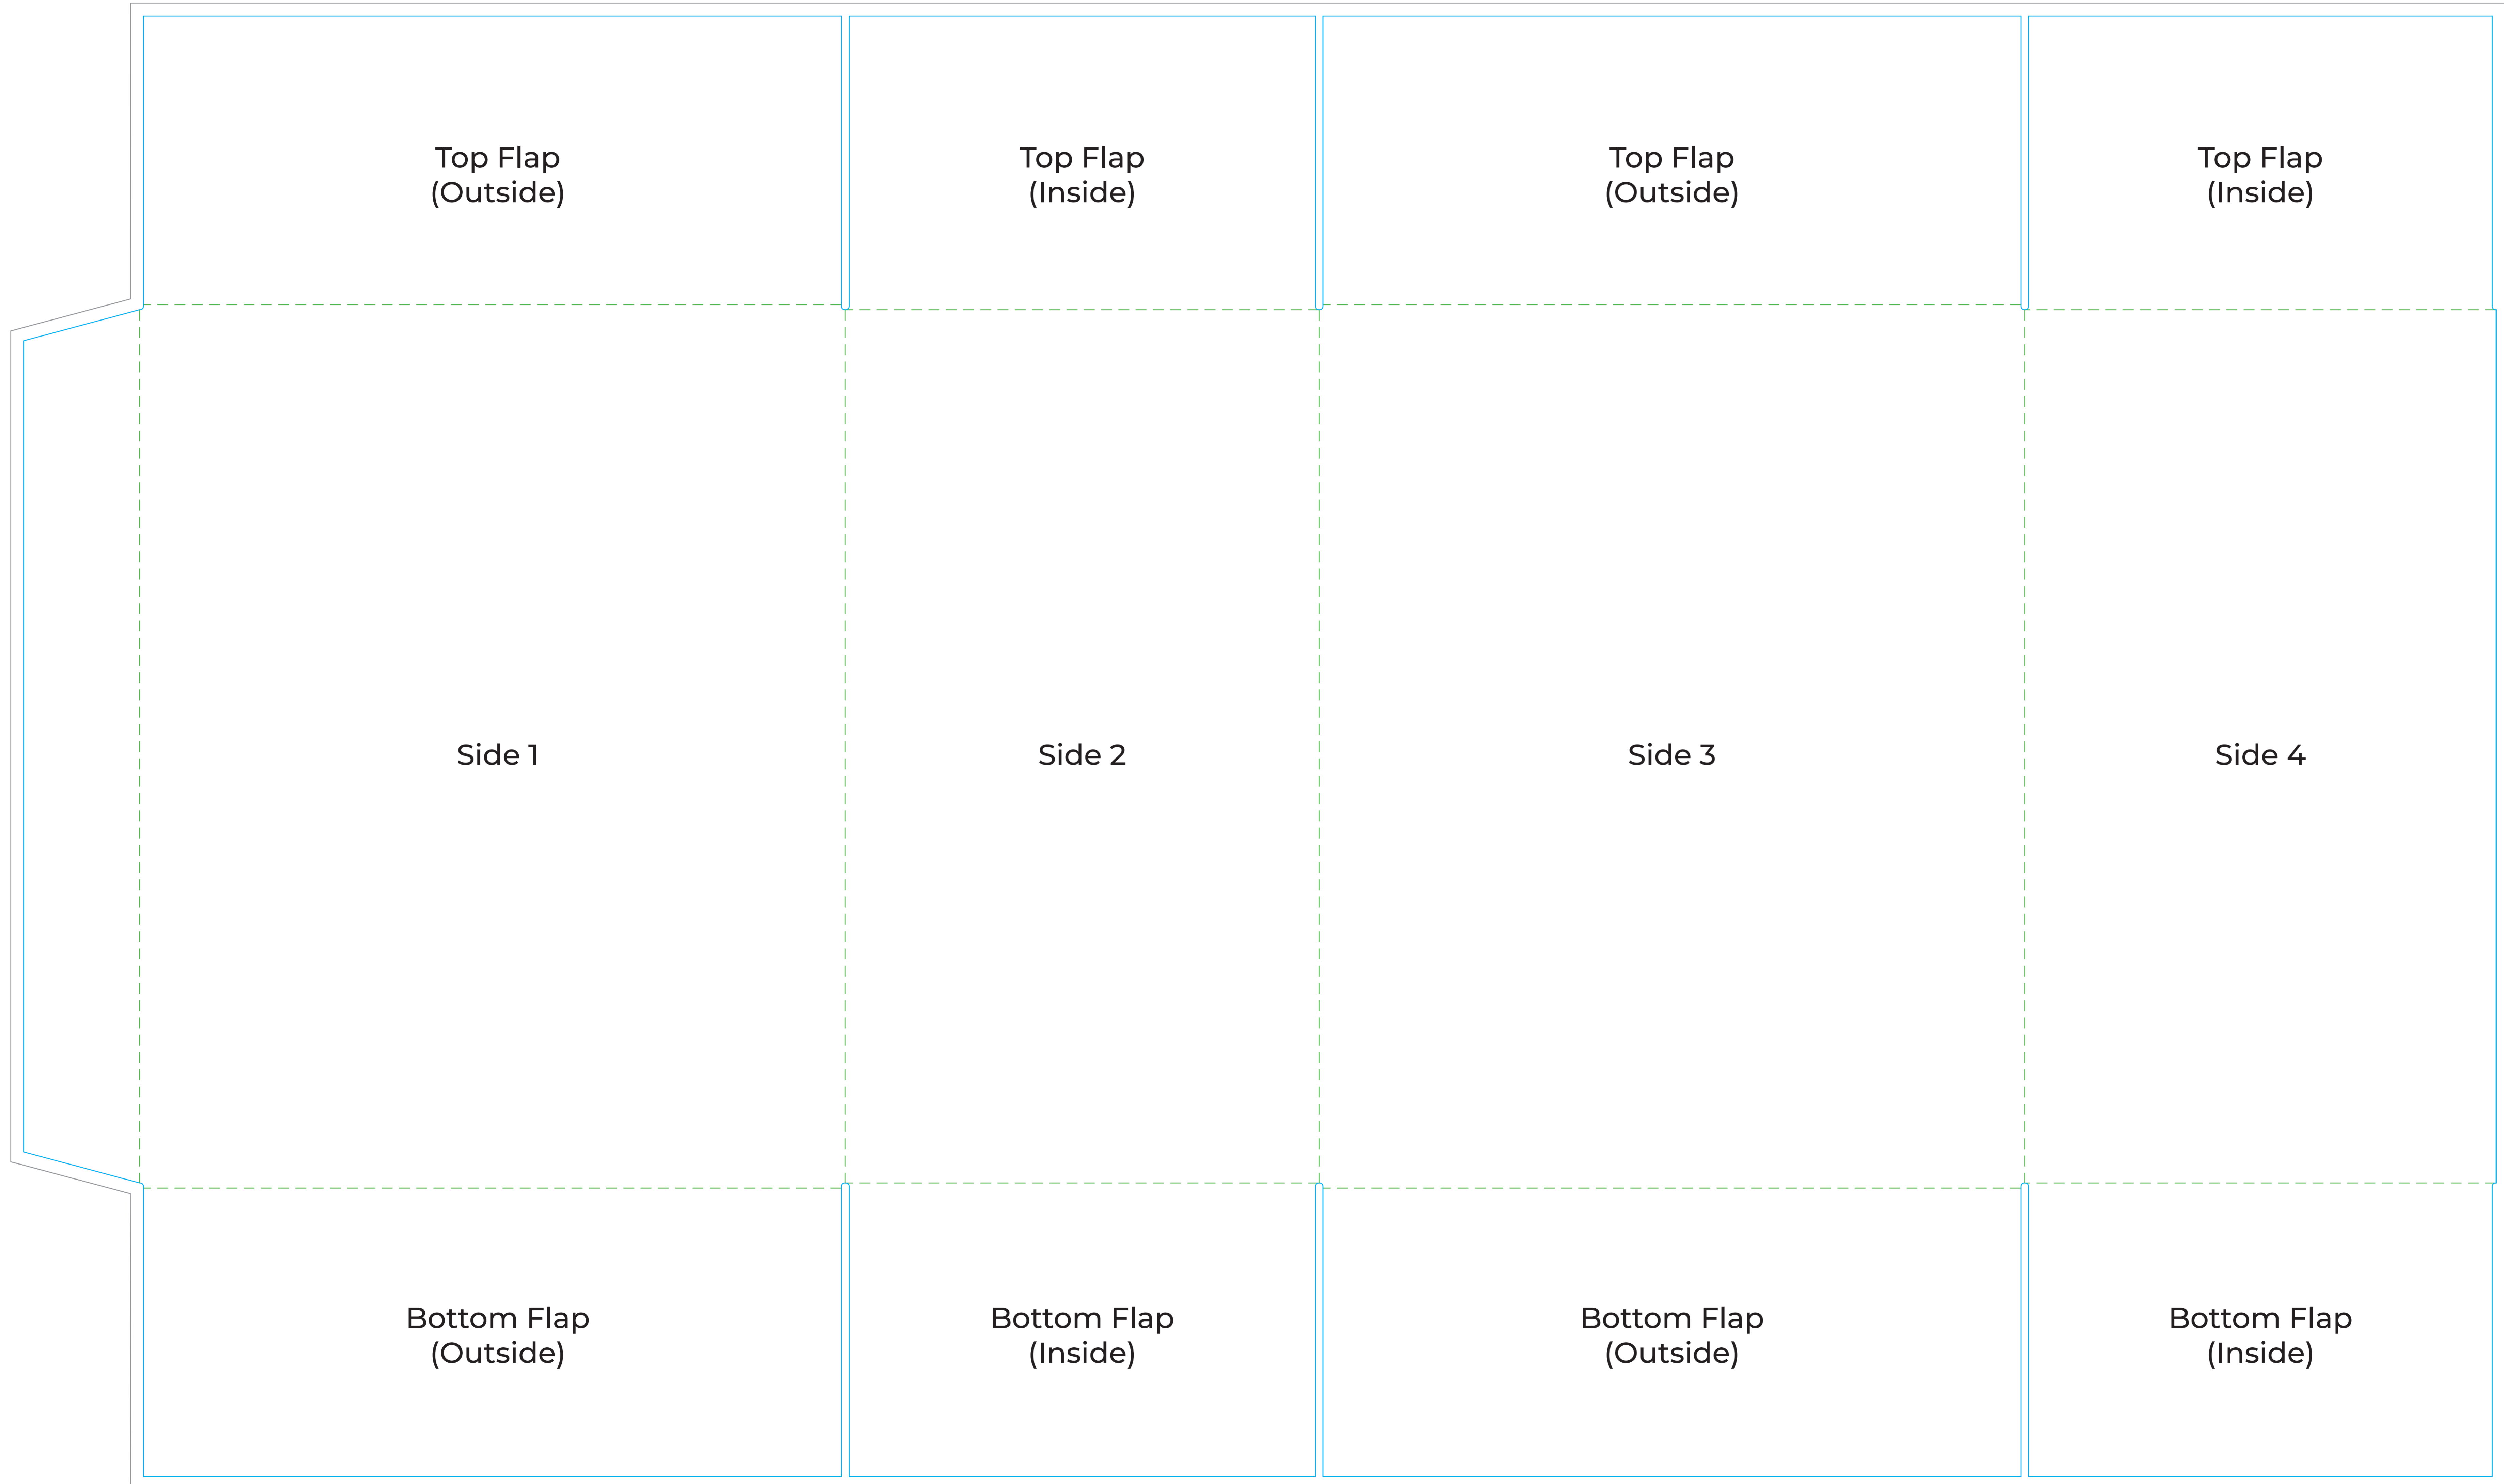 Top Flap
(Outside)
Top Flap
(Inside)
Top Flap
(Outside)
Top Flap
(Inside)
Side 1
Side 2
Side 3
Side 4
Bottom Flap
(Outside)
Bottom Flap
(Inside)
Bottom Flap
(Outside)
Bottom Flap
(Inside)